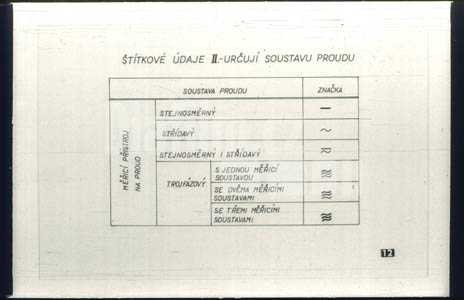 ŠTÍTKOVÉ ÚDAJE II.-URČUJÍ SOUSTAVU PROUDU
SOUSTAVA PROUDU ZNAČKA
MĚŘICÍ PŘÍSTROJ
NA PROUD
STEJNOSMĚRNÝ
STŘÍDAVÝ
STEJNOSMĚRNÝ I STŘÍDAVÝ
TROJFÁZOVÝ
S JEDNOU MĚŘICÍ
SOUSTAVOU
SE DVĚMA MĚŘICÍMI
SOUSTAVAMI
SE TŘEMI MĚŘICÍMI
SOUSTAVAMI
12